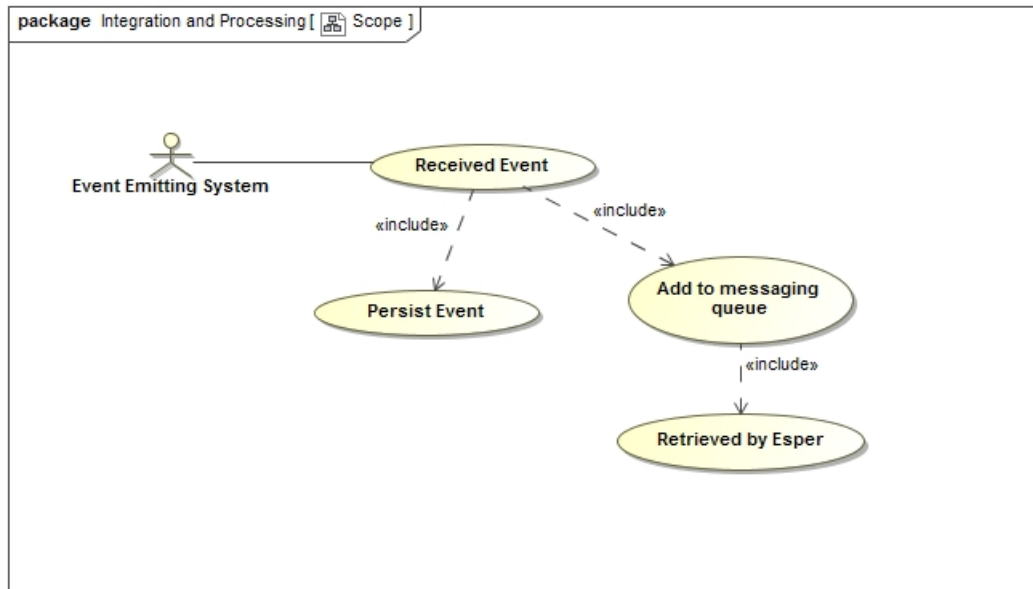 package Integration and Processing [ Scope ]
Received Event
Event Emitting System
«include»
«include»
Add to messaging
queue
Persist Event
«include»
Retrieved by Esper